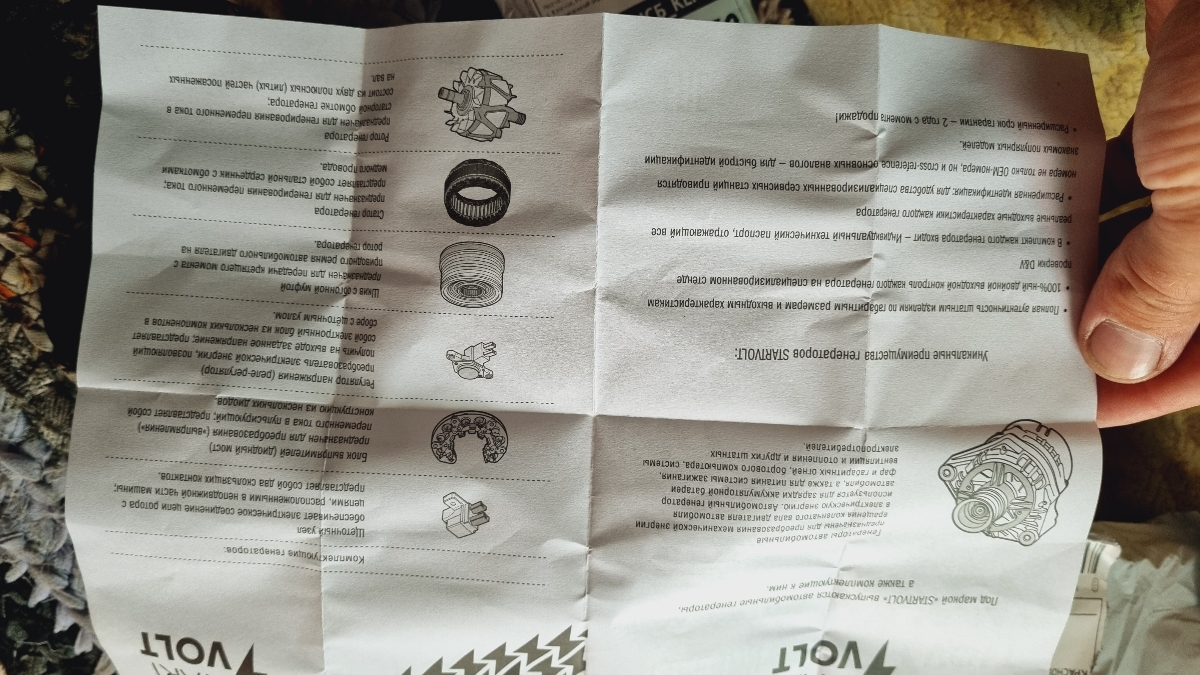 VOLT
Под маркой «STARTVOLT» выпускаются автомобильные генераторы,
а также комплектующие к ним.
Генераторы автомобильные
предназначены для преобразования механической энергии
вращения коленчатого вала двигателя автомобиля
в электрическую энергию. Автомобильный генератор
используется для зарядки аккумуляторной батареи
автомобиля, а также для питания системы зажигания,
фар и габаритных огней, бортового компьютера, системы
вентиляции и отопления и других штатных
электропотребителей.
Уникальные преимущества генераторов STARTVOLT:
• Полная аутентичность штатным изделиям по габаритным размерам и выходным характеристикам
• 100%-ный двойной выходной контроль каждого генератора на специализированном стенде
проверки D&V
• В комплект каждого генератора входит – Индивидуальный технический паспорт, отражающий все
реальные выходные характеристики каждого генератора
• Расширенная идентификация: для удобства специализированных сервисных станций приводятся
номера не только OEM-номера, но и cross-reference основных аналогов – для быстрой идентификации
знакомых популярных моделей.
• Расширенный срок гарантии – 2 года с момента продажи!
VOLT
Комплектующие генераторов:
Щеточный узел
обеспечивает электрическое соединение цепи ротора с
цепями, расположенными в неподвижной части машины;
представляет собой два скользящих контактов.
Блок выпрямителей (диодный мост)
предназначен для преобразования («выпрямления»)
переменного тока в пульсирующий; представляет собой
конструкцию из нескольких диодов.
Регулятор напряжения (реле-регулятор)
преобразователь электрической энергии, позволяющий
получить на выходе заданное напряжение; представляет
собой электронный блок из нескольких компонентов в
сборе с щёточным узлом.
Шкив с обгонной муфтой
предназначен для передачи крутящего момента с
приводного ремня автомобильного двигателя на
ротор генератора.
Статор генератора
предназначен для генерирования переменного тока;
представляет собой стальной сердечник с обмотками
медного провода.
Ротор генератора
предназначен для генерирования переменного тока в
статорной обмотке генератора;
состоит из двух полюсных (литых) частей посаженных
на вал.